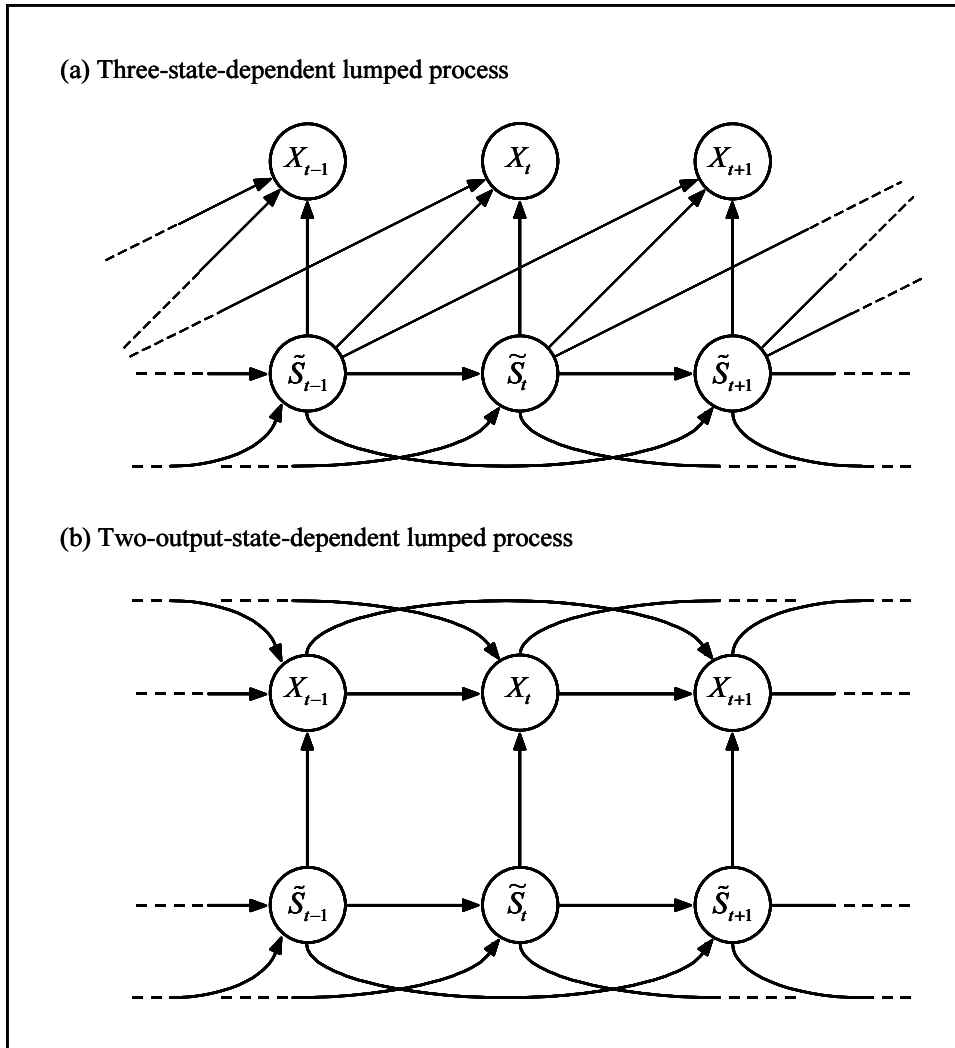 (a) Three-state-dependent lumped process
X_{t−1} X_t X_{t+1}
S̃_{t−1} S̃_t S̃_{t+1}
(b) Two-output-state-dependent lumped process
X_{t−1} X_t X_{t+1}
S̃_{t−1} S̃_t S̃_{t+1}